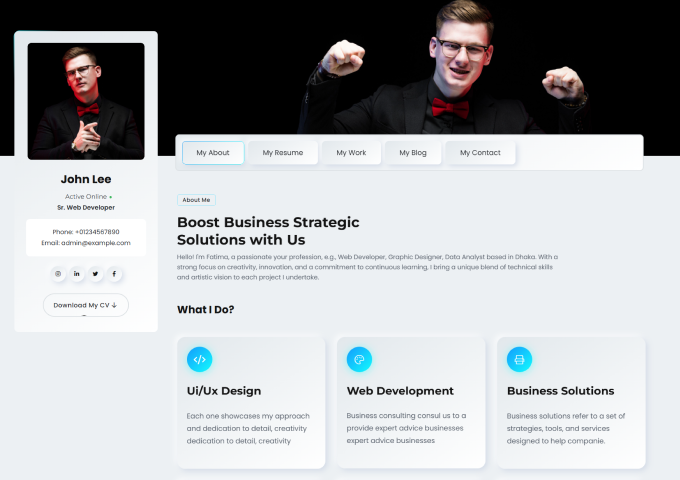 John Lee
Active Online
Sr. Web Developer
Phone: +01234567890
Email: admin@example.com
Download My CV
My About
My Resume
My Work
My Blog
My Contact
About Me
Boost Business Strategic
Solutions with Us
Hello! I'm Fatima, a passionate your profession, e.g., Web Developer, Graphic Designer, Data Analyst based in Dhaka. With a
strong focus on creativity, innovation, and a commitment to continuous learning, I bring a unique blend of technical skills
and artistic vision to each project I undertake.
What I Do?
Ui/Ux Design
Each one showcases my approach
and dedication to detail, creativity
dedication to detail, creativity
Web Development
Business consulting consul us to a
provide expert advice businesses
expert advice businesses
Business Solutions
Business solutions refer to a set of
strategies, tools, and services
designed to help companie.